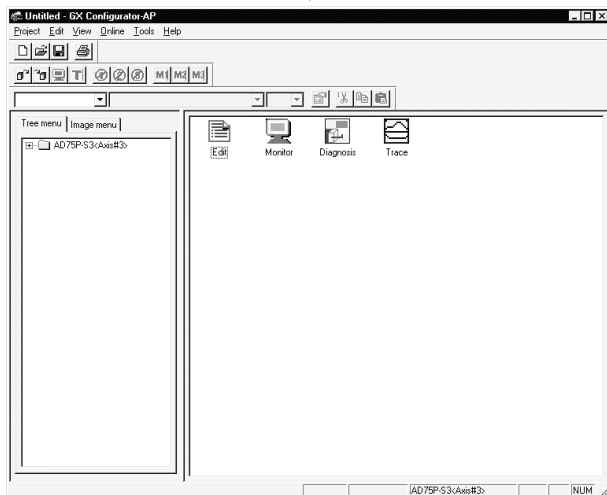 Untitled - GX Configurator-AP
Project Edit View Online Tools Help
T M1 M2 M3
Tree menu Image menu
AD75P-S3<Axis#3>
Edit Monitor Diagnosis Trace
AD75P-S3<Axis#3> NUM